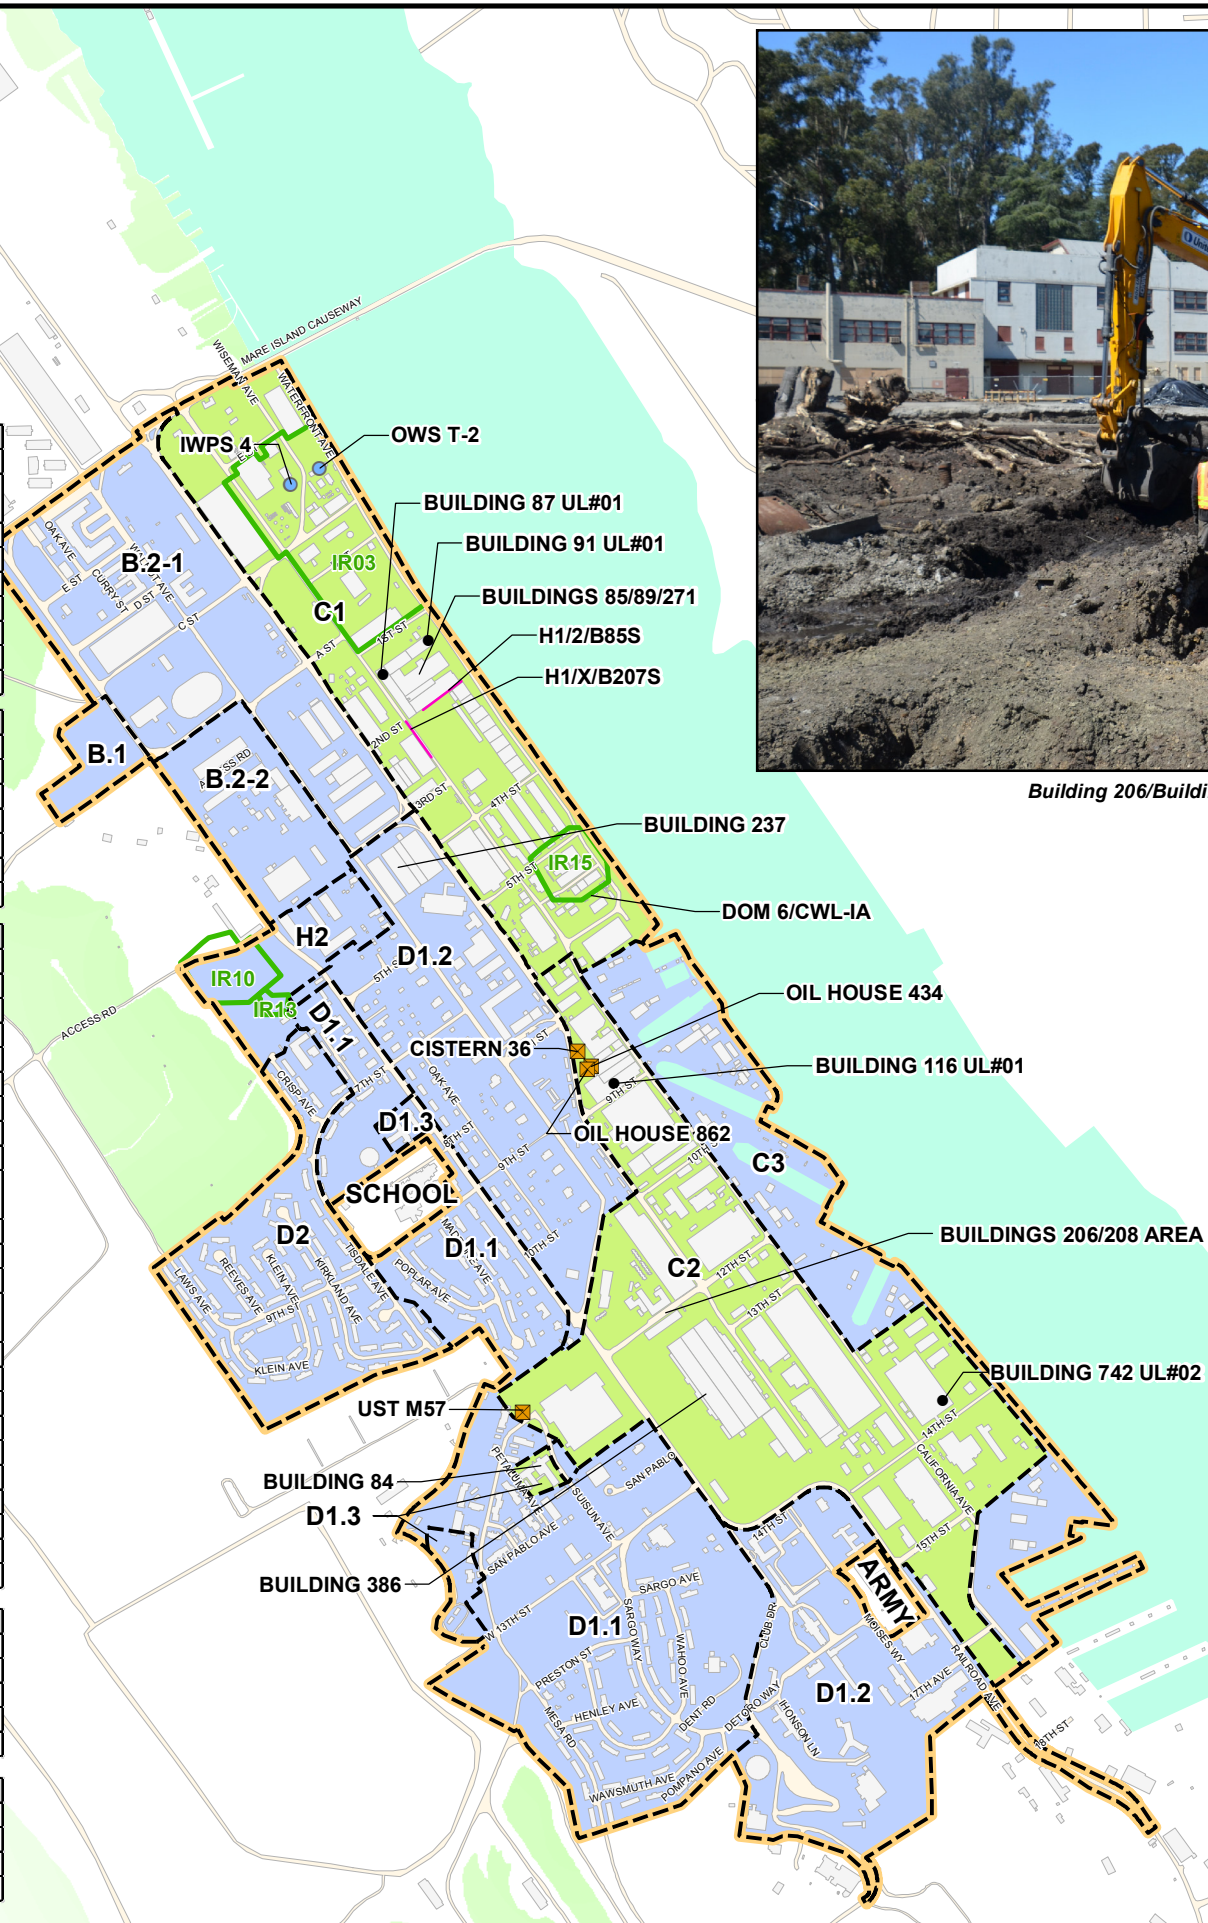 MARE ISLAND CAUSEWAY
WISEMAN AVE
WATERFRONT AVE
IWPS 4
OWS T-2
BUILDING 87 UL#01
BUILDING 91 UL#01
BUILDINGS 85/89/271
H1/2/B85S
H1/X/B207S
IR03
C1
1ST ST
A ST
2ND ST
3RD ST
4TH ST
5TH ST
OAK AVE
E ST
CURRY ST
D ST
C ST
B.2-1
B.1
B.2-2
BUILDING 237
IR15
DOM 6/CWL-IA
H2
D1.2
IR10
IR13
D1.1
ACCESS RD
OIL HOUSE 434
CISTERN 36
BUILDING 116 UL#01
9TH ST
OIL HOUSE 862
CRISP AVE
7TH ST
OAK AVE
D1.3
8TH ST
9TH ST
10TH ST
C3
SCHOOL
D2
D1.1
10TH ST
BUILDINGS 206/208 AREA
C2
12TH ST
13TH ST
LAWS AVE
REEVES AVE
KLEIN AVE
KIRKLAND AVE
TISDALE AVE
POPLAR AVE
9TH ST
KLEIN AVE
BUILDING 742 UL#02
UST M57
14TH ST
CALIFORNIA AVE
15TH ST
BUILDING 84
D1.3
PETALUMA AVE
SUISUN AVE
SAN PABLO
SAN PABLO AVE
14TH ST
BUILDING 386
ARMY
SARGO AVE
SARGO WAY
W 13TH ST
D1.1
WAHOO AVE
CLUB DR
MOISES WY
PRESTON ST
HENLEY AVE
MESA RD
DENT RD
DETORO WAY
D1.2
17TH AVE
RAILROAD AVE
18TH ST
WAWSMUTH AVE
POMPANO AVE
Building 206/Buildi